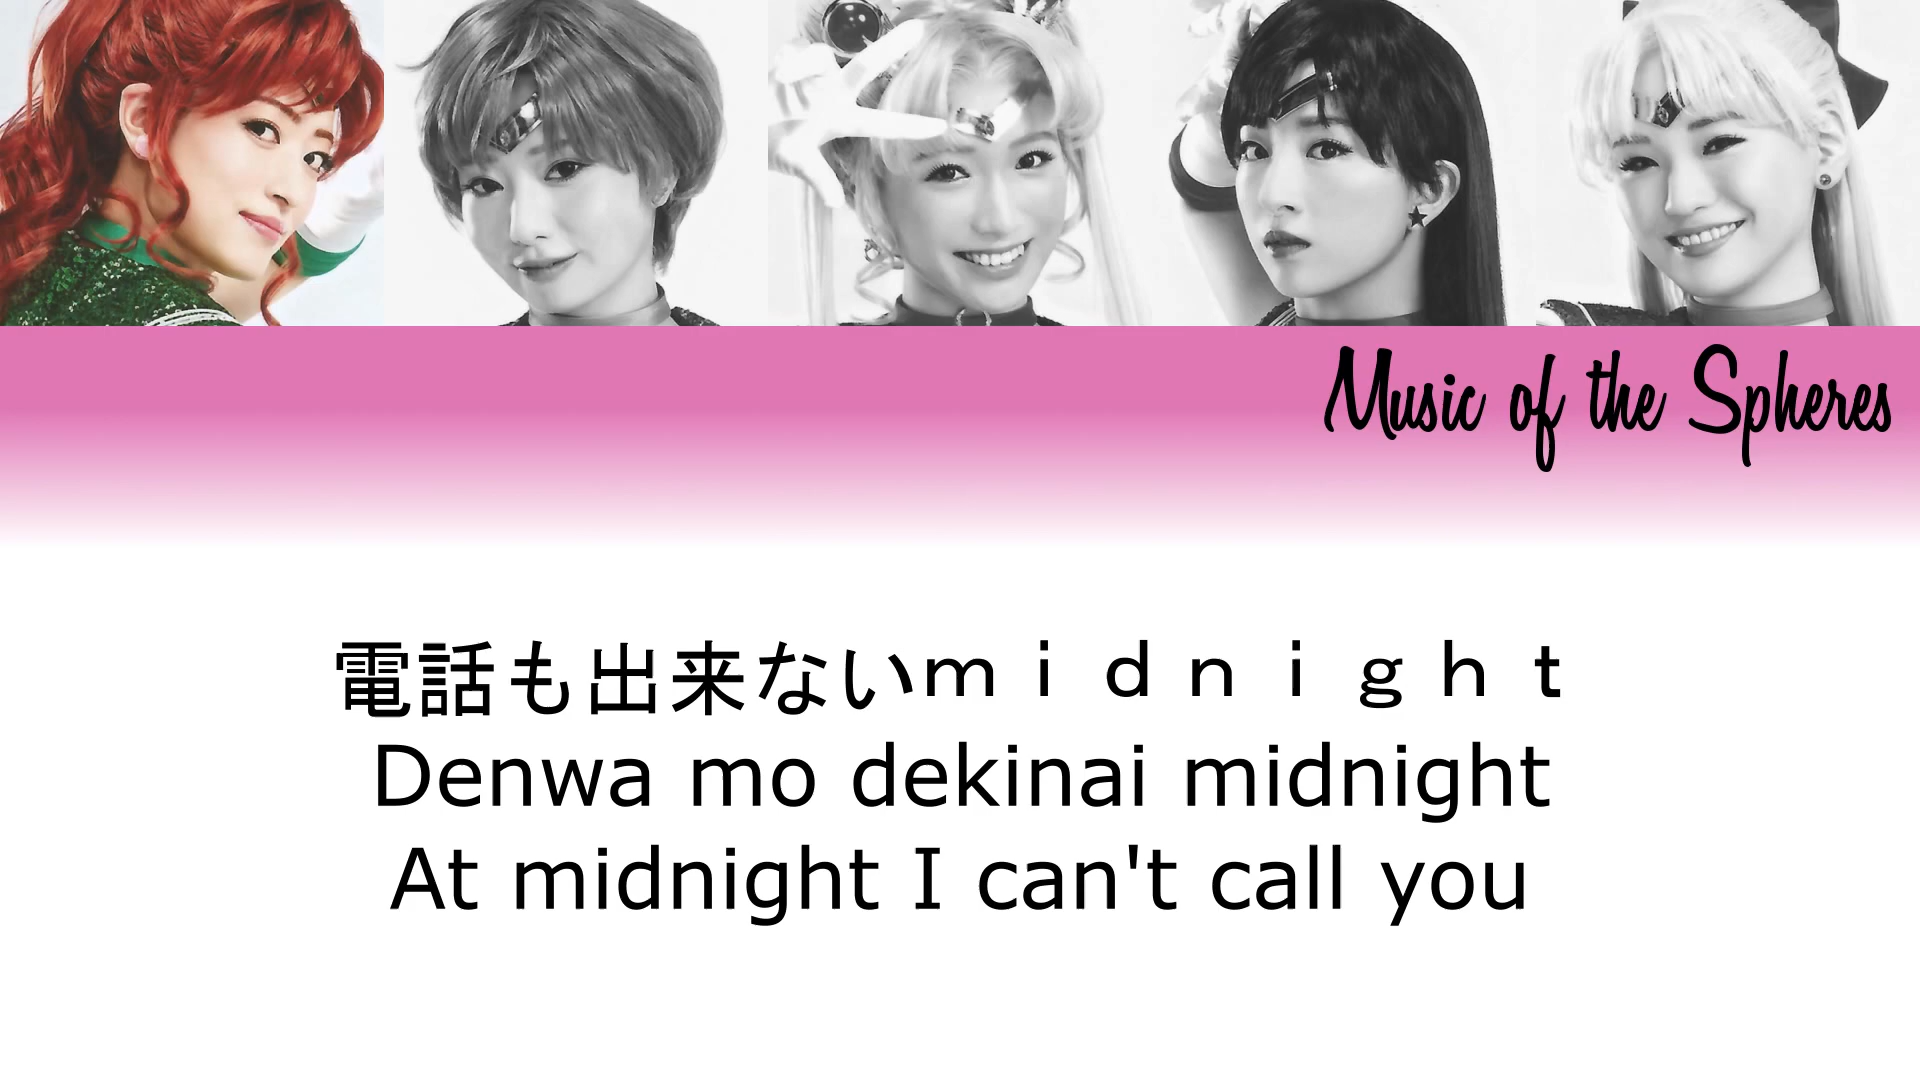 Music of the Spheres
電話も出来ないｍｉｄｎｉｇｈｔ
Denwa mo dekinai midnight
At midnight I can't call you